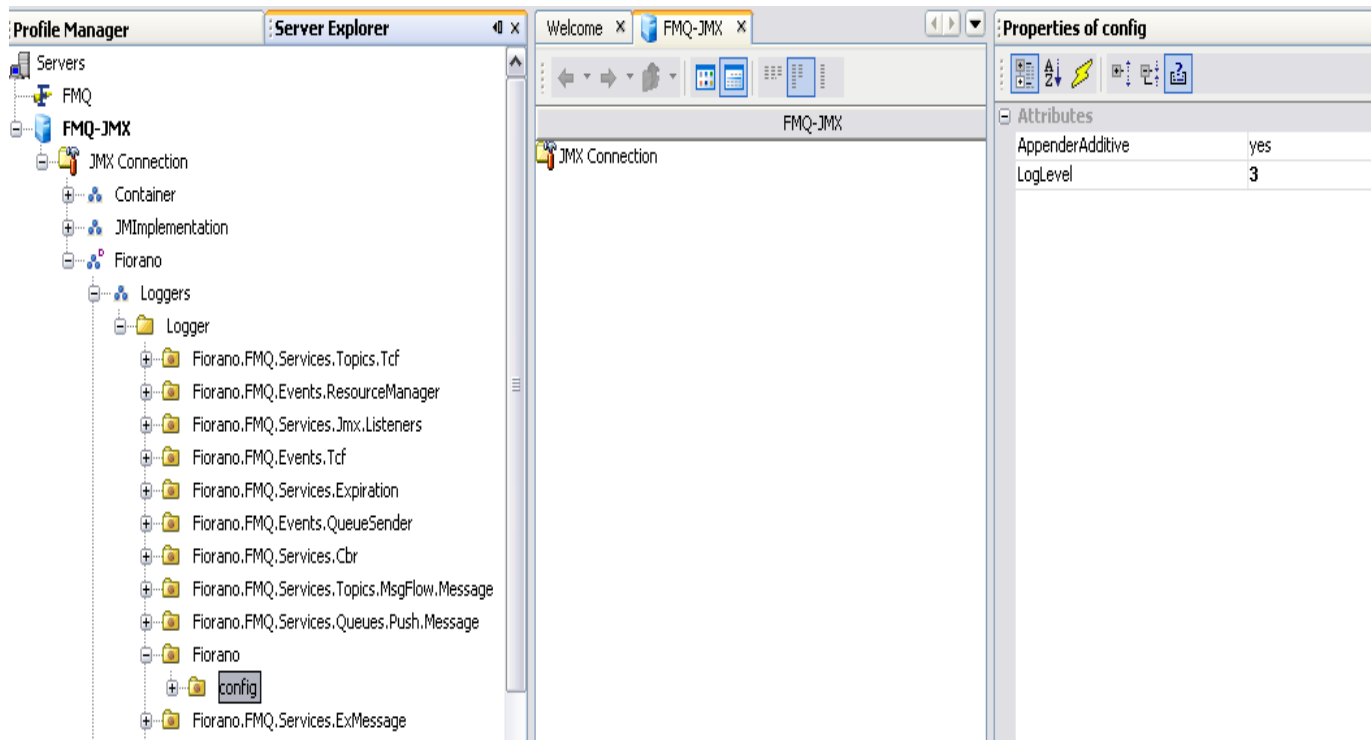 Profile Manager
Server Explorer
Servers
FMQ
FMQ-JMX
JMX Connection
Container
JMImplementation
Fiorano
Loggers
Logger
Fiorano.FMQ.Services.Topics.Tcf
Fiorano.FMQ.Events.ResourceManager
Fiorano.FMQ.Services.Jmx.Listeners
Fiorano.FMQ.Events.Tcf
Fiorano.FMQ.Services.Expiration
Fiorano.FMQ.Events.QueueSender
Fiorano.FMQ.Services.Cbr
Fiorano.FMQ.Services.Topics.MsgFlow.Message
Fiorano.FMQ.Services.Queues.Push.Message
Fiorano
config
Fiorano.FMQ.Services.ExMessage
Welcome
FMQ-JMX
FMQ-JMX
JMX Connection
Properties of config
Attributes
AppenderAdditive yes
LogLevel 3